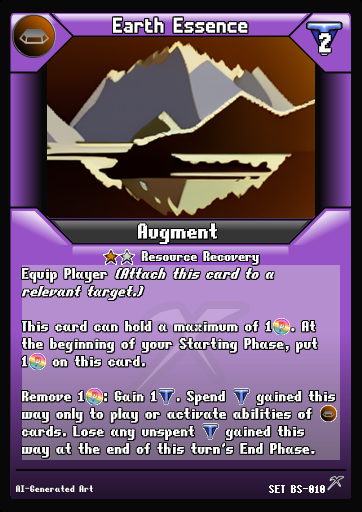 Earth Essence
2
Augment
Resource Recovery
Equip Player (Attach this card to a
relevant target.)
This card can hold a maximum of 1. At
the beginning of your Starting Phase, put
1 on this card.
Remove 1: Gain 1. Spend gained this
way only to play or activate abilities of
cards. Lose any unspent gained this
way at the end of this turn's End Phase.
AI-Generated Art
SET BS-010